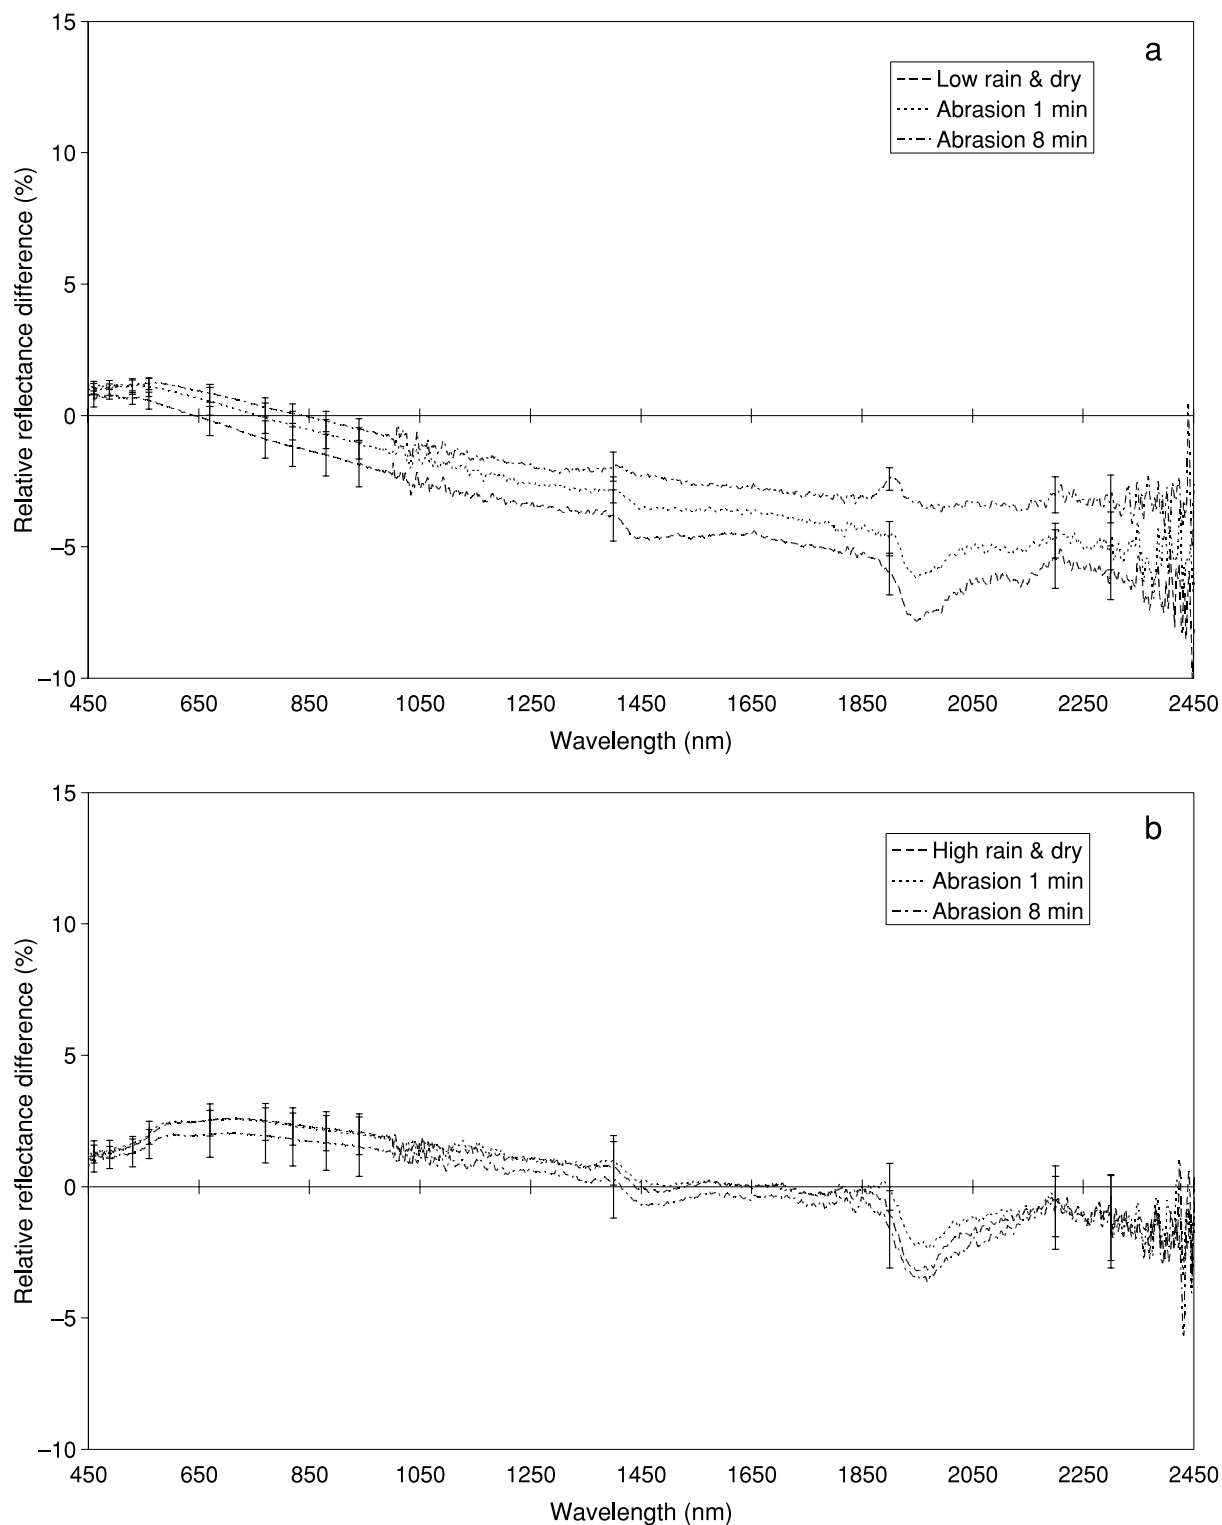 a
15
10
5
0
–5
–10
Relative reflectance difference (%)
Low rain & dry
Abrasion 1 min
Abrasion 8 min
450 650 850 1050 1250 1450 1650 1850 2050 2250 2450
Wavelength (nm)
b
15
10
5
0
–5
–10
Relative reflectance difference (%)
High rain & dry
Abrasion 1 min
Abrasion 8 min
450 650 850 1050 1250 1450 1650 1850 2050 2250 2450
Wavelength (nm)